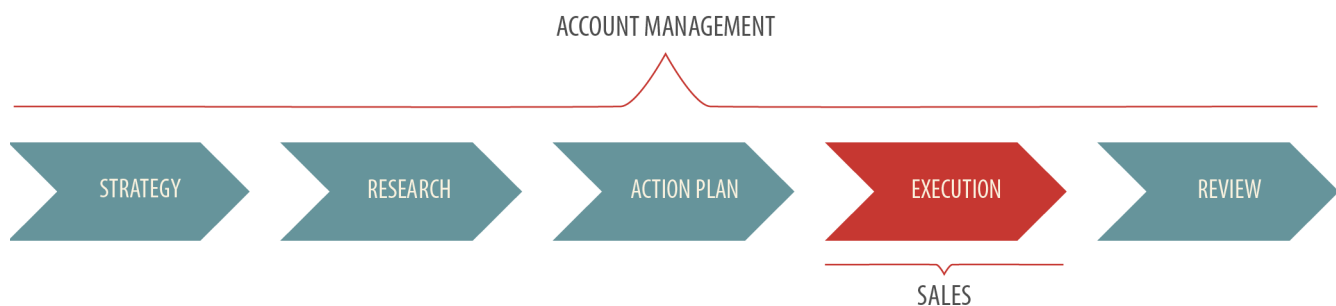 ACCOUNT MANAGEMENT
STRATEGY
RESEARCH
ACTION PLAN
EXECUTION
REVIEW
SALES